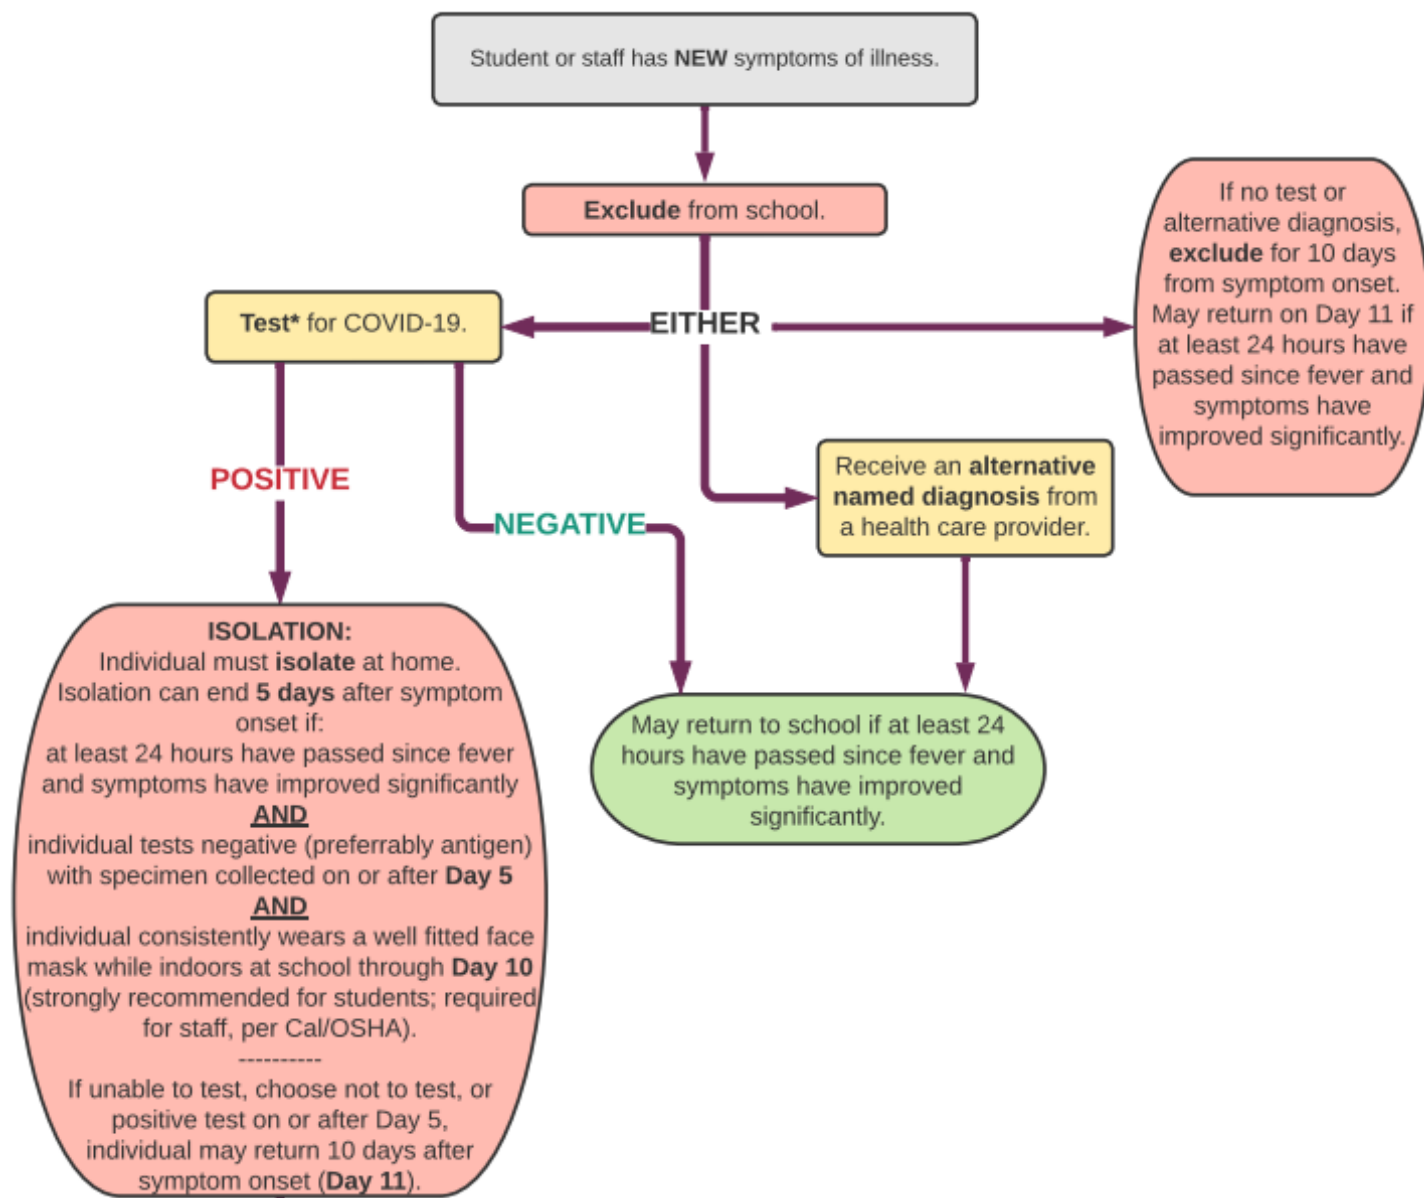 Student or staff has NEW symptoms of illness.
Exclude from school.
If no test or
alternative diagnosis,
exclude for 10 days
from symptom onset.
May return on Day 11 if
at least 24 hours have
passed since fever and
symptoms have
improved significantly.
Test* for COVID-19.
EITHER
Receive an alternative
named diagnosis from
a health care provider.
POSITIVE
NEGATIVE
ISOLATION:
Individual must isolate at home.
Isolation can end 5 days after symptom
onset if:
at least 24 hours have passed since fever
and symptoms have improved significantly
AND
individual tests negative (preferrably antigen)
with specimen collected on or after Day 5
AND
individual consistently wears a well fitted face
mask while indoors at school through Day 10
(strongly recommended for students; required
for staff, per Cal/OSHA).
----------
If unable to test, choose not to test, or
positive test on or after Day 5,
individual may return 10 days after
symptom onset (Day 11).
May return to school if at least 24
hours have passed since fever and
symptoms have improved
significantly.